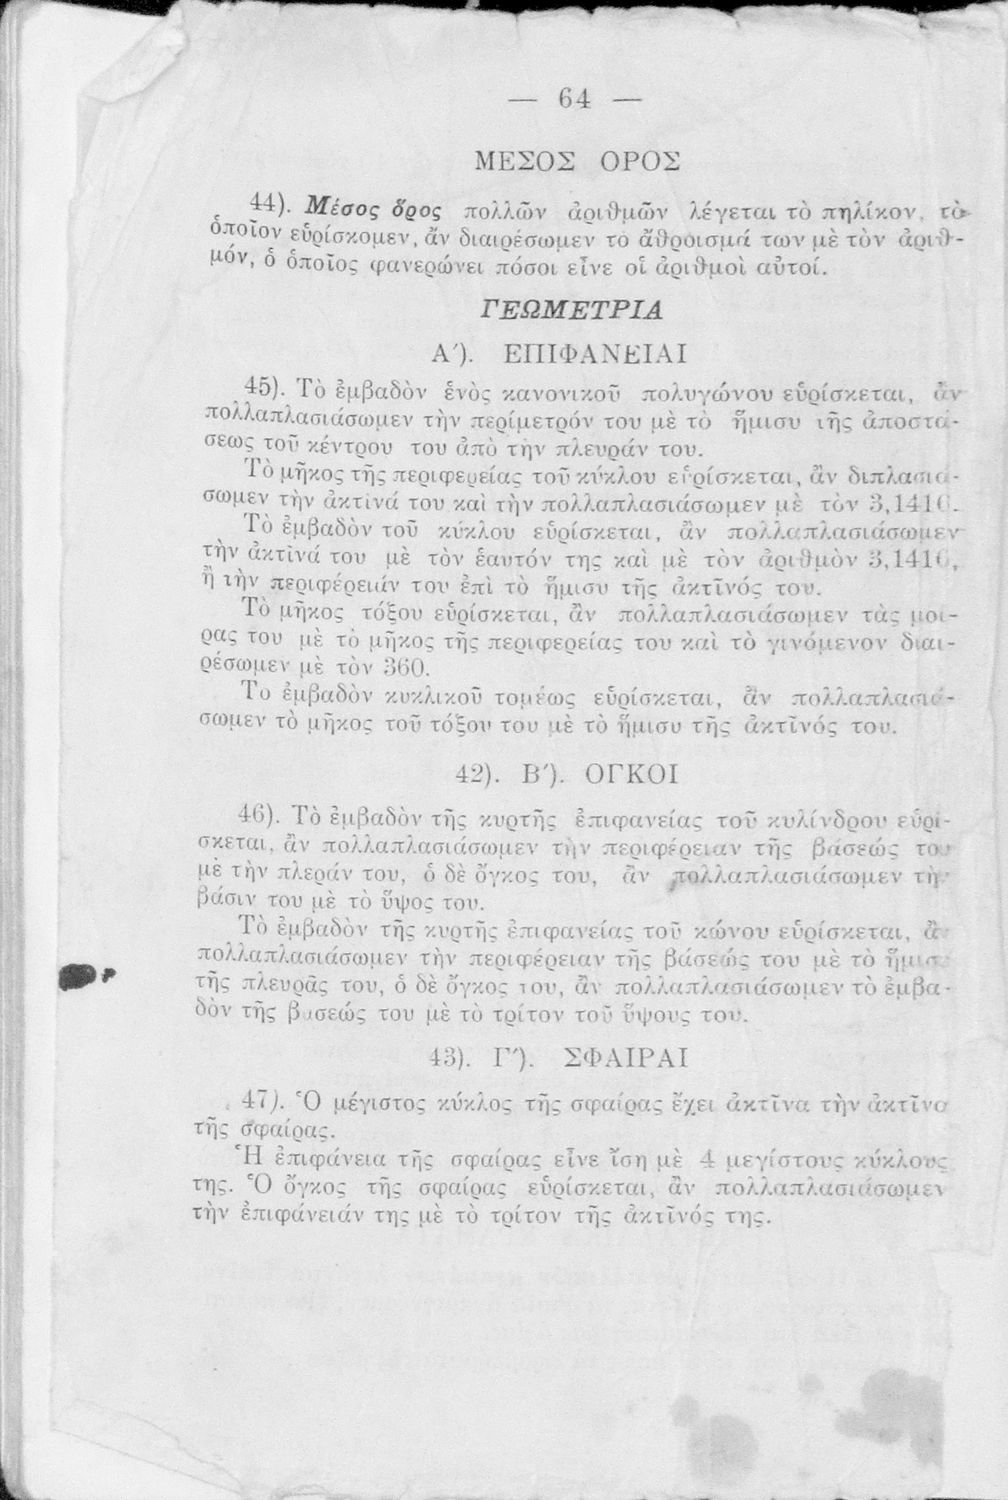 — 64 —
ΜΕΣΟΣ ΟΡΟΣ
44). Μέσος ὅρος πολλῶν ἀριθμῶν λέγεται τὸ πηλίκον, τὸ
ὁποῖον εὑρίσκομεν, ἂν διαιρέσωμεν τὸ ἄθροισμά των μὲ τὸν ἀριθ-
μόν, ὁ ὁποῖος φανερώνει πόσοι εἶνε οἱ ἀριθμοὶ αὐτοί.
ΓΕΩΜΕΤΡΙΑ
Α΄). ΕΠΙΦΑΝΕΙΑΙ
45). Τὸ ἐμβαδὸν ἑνὸς κανονικοῦ πολυγώνου εὑρίσκεται, ἂν
πολλαπλασιάσωμεν τὴν περίμετρόν του μὲ τὸ ἥμισυ τῆς ἀποστά-
σεως τοῦ κέντρου του ἀπὸ τὴν πλευράν του.
Τὸ μῆκος τῆς περιφερείας τοῦ κύκλου εὑρίσκεται, ἂν διπλασιά-
σωμεν τὴν ἀκτῖνά του καὶ τὴν πολλαπλασιάσωμεν μὲ τὸν 3,1416.
Τὸ ἐμβαδὸν τοῦ κύκλου εὑρίσκεται, ἂν πολλαπλασιάσωμεν
τὴν ἀκτῖνά του μὲ τὸν ἑαυτόν της καὶ μὲ τὸν ἀριθμὸν 3,1416,
ἢ τὴν περιφέρειάν του ἐπὶ τὸ ἥμισυ τῆς ἀκτῖνός του.
Τὸ μῆκος τόξου εὑρίσκεται, ἂν πολλαπλασιάσωμεν τὰς μοί-
ρας του μὲ τὸ μῆκος τῆς περιφερείας του καὶ τὸ γινόμενον διαι-
ρέσωμεν μὲ τὸν 360.
Το ἐμβαδὸν κυκλικοῦ τομέως εὑρίσκεται, ἂν πολλαπλασιά-
σωμεν τὸ μῆκος τοῦ τόξου του μὲ τὸ ἥμισυ τῆς ἀκτῖνός του.
42). Β΄). ΟΓΚΟΙ
46). Τὸ ἐμβαδὸν τῆς κυρτῆς ἐπιφανείας τοῦ κυλίνδρου εὑρί-
σκεται, ἂν πολλαπλασιάσωμεν τὴν περιφέρειαν τῆς βάσεώς του
μὲ τὴν πλεράν του, ὁ δὲ ὄγκος του, ἂν πολλαπλασιάσωμεν τὴν
βάσιν του μὲ τὸ ὕψος του.
Τὸ ἐμβαδὸν τῆς κυρτῆς ἐπιφανείας τοῦ κώνου εὑρίσκεται, ἂν
πολλαπλασιάσωμεν τὴν περιφέρειαν τῆς βάσεώς του μὲ τὸ ἥμισυ
τῆς πλευρᾶς του, ὁ δὲ ὄγκος του, ἂν πολλαπλασιάσωμεν τὸ ἐμβα-
δὸν τῆς βάσεώς του μὲ τὸ τρίτον τοῦ ὕψους του.
43). Γ΄). ΣΦΑΙΡΑΙ
47). Ὁ μέγιστος κύκλος τῆς σφαίρας ἔχει ἀκτῖνα τὴν ἀκτῖνα
τῆς σφαίρας.
Ἡ ἐπιφάνεια τῆς σφαίρας εἶνε ἴση μὲ 4 μεγίστους κύκλους
της. Ὁ ὄγκος τῆς σφαίρας εὑρίσκεται, ἂν πολλαπλασιάσωμεν
τὴν ἐπιφάνειάν της μὲ τὸ τρίτον τῆς ἀκτῖνός της.